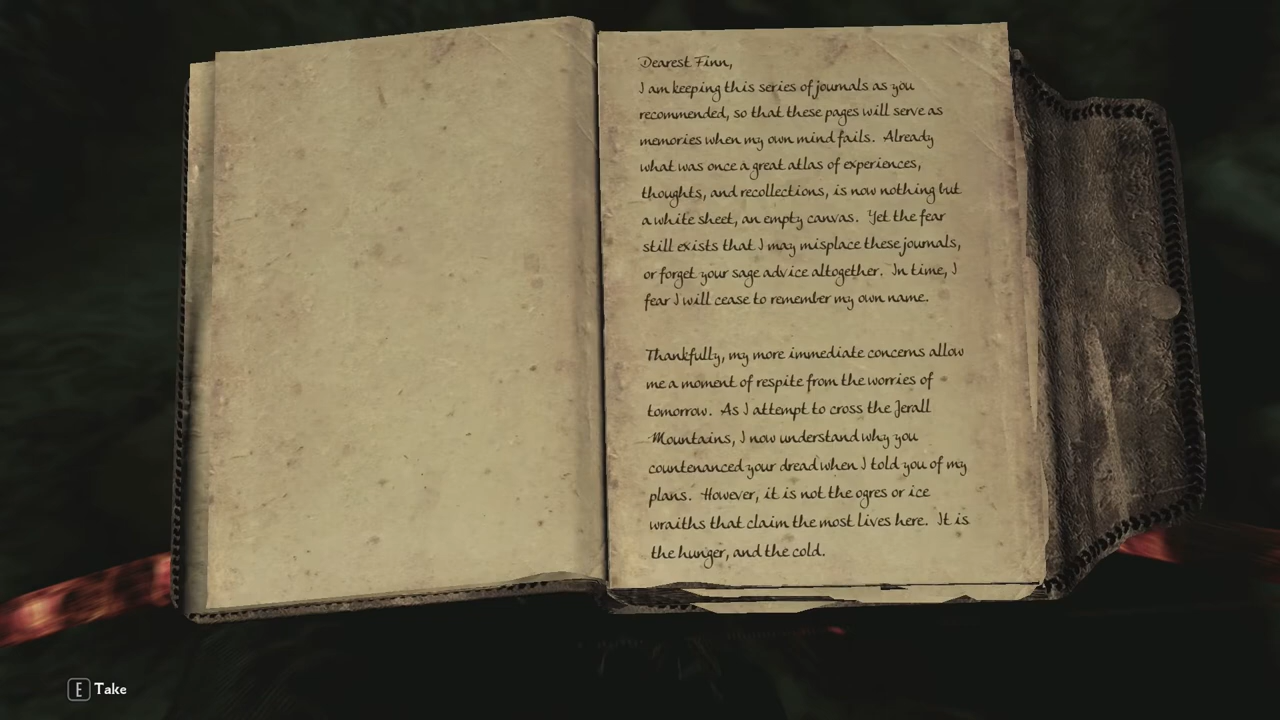 Dearest Finn,
I am keeping this series of journals as you
recommended, so that these pages will serve as
memories when my own mind fails.  Already
what was once a great atlas of experiences,
thoughts, and recollections, is now nothing but
a white sheet, an empty canvas.  Yet the fear
still exists that I may misplace these journals,
or forget your sage advice altogether.  In time, I
fear I will cease to remember my own name.

Thankfully, my more immediate concerns allow
me a moment of respite from the worries of
tomorrow.  As I attempt to cross the Jerall
Mountains, I now understand why you
countenanced your dread when I told you of my
plans.  However, it is not the ogres or ice
wraiths that claim the most lives here.  It is
the hunger, and the cold.
E Take